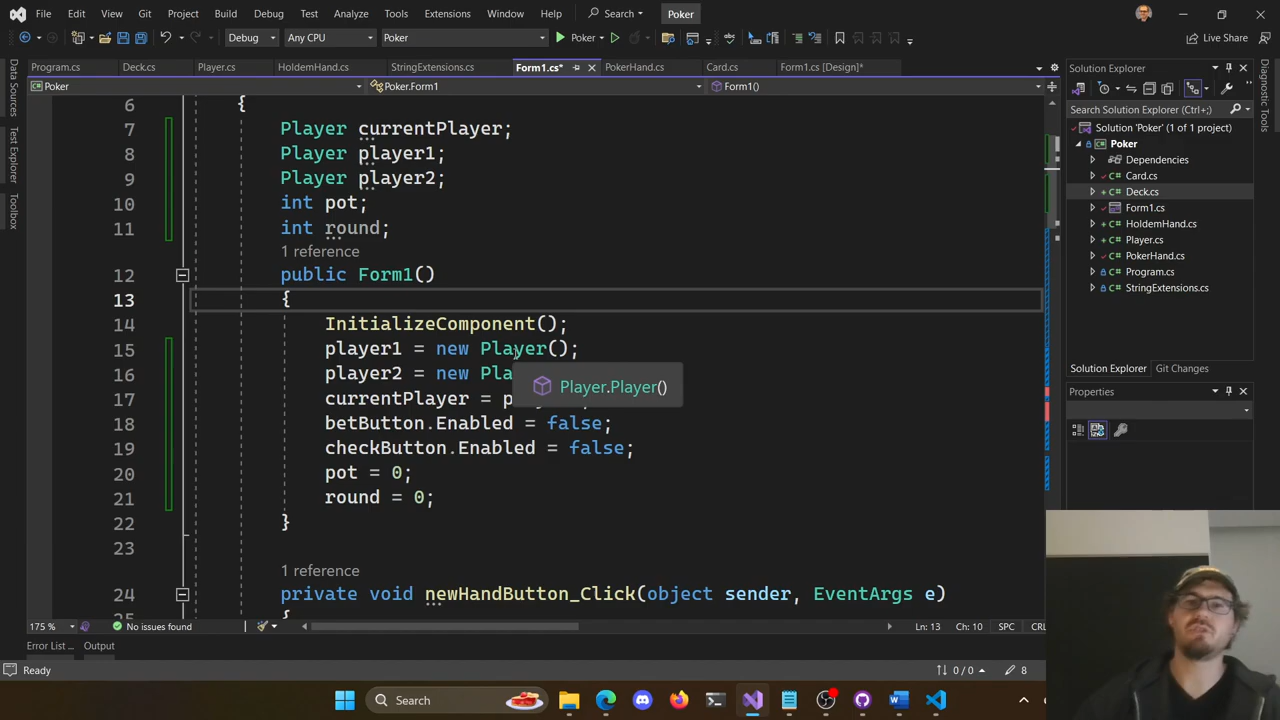 File Edit View Git Project Build Debug Test Analyze Tools Extensions Window Help Search Poker
Debug Any CPU Poker Poker Live Share
Program.cs Deck.cs Player.cs HoldemHand.cs StringExtensions.cs Form1.cs* PokerHand.cs Card.cs Form1.cs [Design]*
Poker Poker.Form1 Form1()
6 {
7 Player currentPlayer;
8 Player player1;
9 Player player2;
10 int pot;
11 int round;
1 reference
12 public Form1()
13 {
14 InitializeComponent();
15 player1 = new Player();
16 player2 = new Pla
Player.Player()
17 currentPlayer = p
18 betButton.Enabled = false;
19 checkButton.Enabled = false;
20 pot = 0;
21 round = 0;
22 }
23
1 reference
24 private void newHandButton_Click(object sender, EventArgs e)
25 {
175 % No issues found Ln: 13 Ch: 10 SPC CRL
Error List ... Output
Ready 0 / 0 8
Data Sources
Test Explorer
Toolbox
Solution Explorer
Search Solution Explorer (Ctrl+;)
Solution 'Poker' (1 of 1 project)
Poker
Dependencies
C# Card.cs
C# Deck.cs
Form1.cs
C# HoldemHand.cs
C# Player.cs
C# PokerHand.cs
C# Program.cs
C# StringExtensions.cs
Solution Explorer Git Changes
Properties
Diagnostic Tools
Search